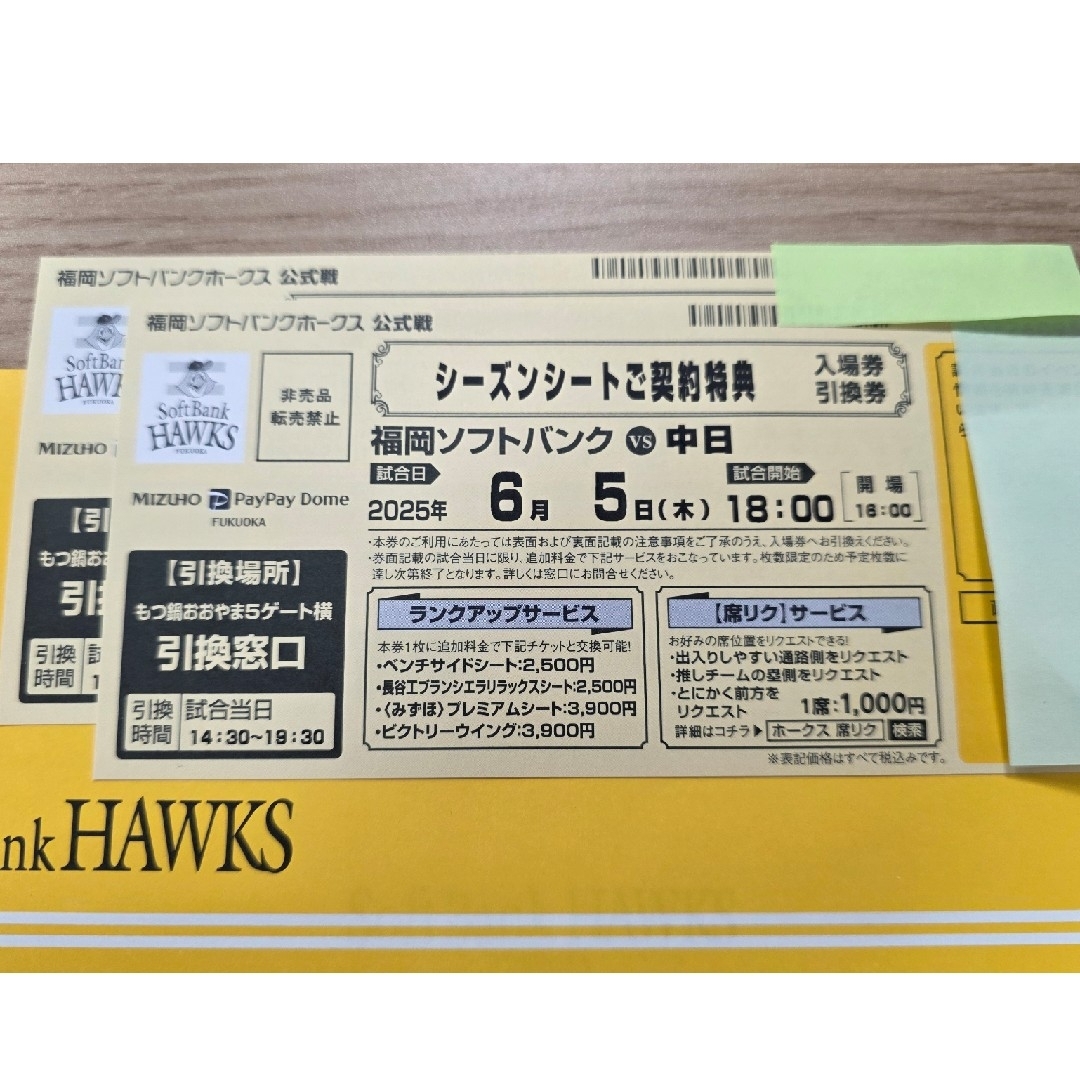 福岡ソフトバンクホークス 公式戦
SoftBan
HAW
FUKUOKA
MIZUHO
【引
もつ鍋おお
引
引換
時間
福岡ソフトバンクホークス 公式戦
SoftBank
HAWKS
FUKUOKA
非売品
転売禁止
シーズンシートご契約特典
入場券
引換券
福岡ソフトバンク VS 中日
試合日
2025年 6月 5日(木)
試合開始
18:00
開場
16:00
MIZUHO PayPay Dome
FUKUOKA
・本券のご利用にあたっては表面および裏面記載の注意事項をご了承のうえ、入場券へお引換えください。
・券面記載の試合当日に限り、追加料金で下記サービスをおこなっています。枚数限定のため予定枚数に
達し次第終了となります。詳しくは窓口にお問合せください。
【引換場所】
もつ鍋おおやま5ゲート横
引換窓口
引換
時間
試合当日
14:30~19:30
ランクアップサービス
本券1枚に追加料金で下記チケットと交換可能!
・ベンチサイドシート:2,500円
・長谷工ブランシエラリラックスシート:2,500円
・〈みずほ〉プレミアムシート:3,900円
・ビクトリーウイング:3,900円
【席リク】サービス
お好みの席位置をリクエストできる!
・出入りしやすい通路側をリクエスト
・推しチームの塁側をリクエスト
・とにかく前方を
リクエスト
1席:1,000円
詳細はコチラ▶ ホークス 席リク 検索
※表記価格はすべて税込みです。
nk HAWKS